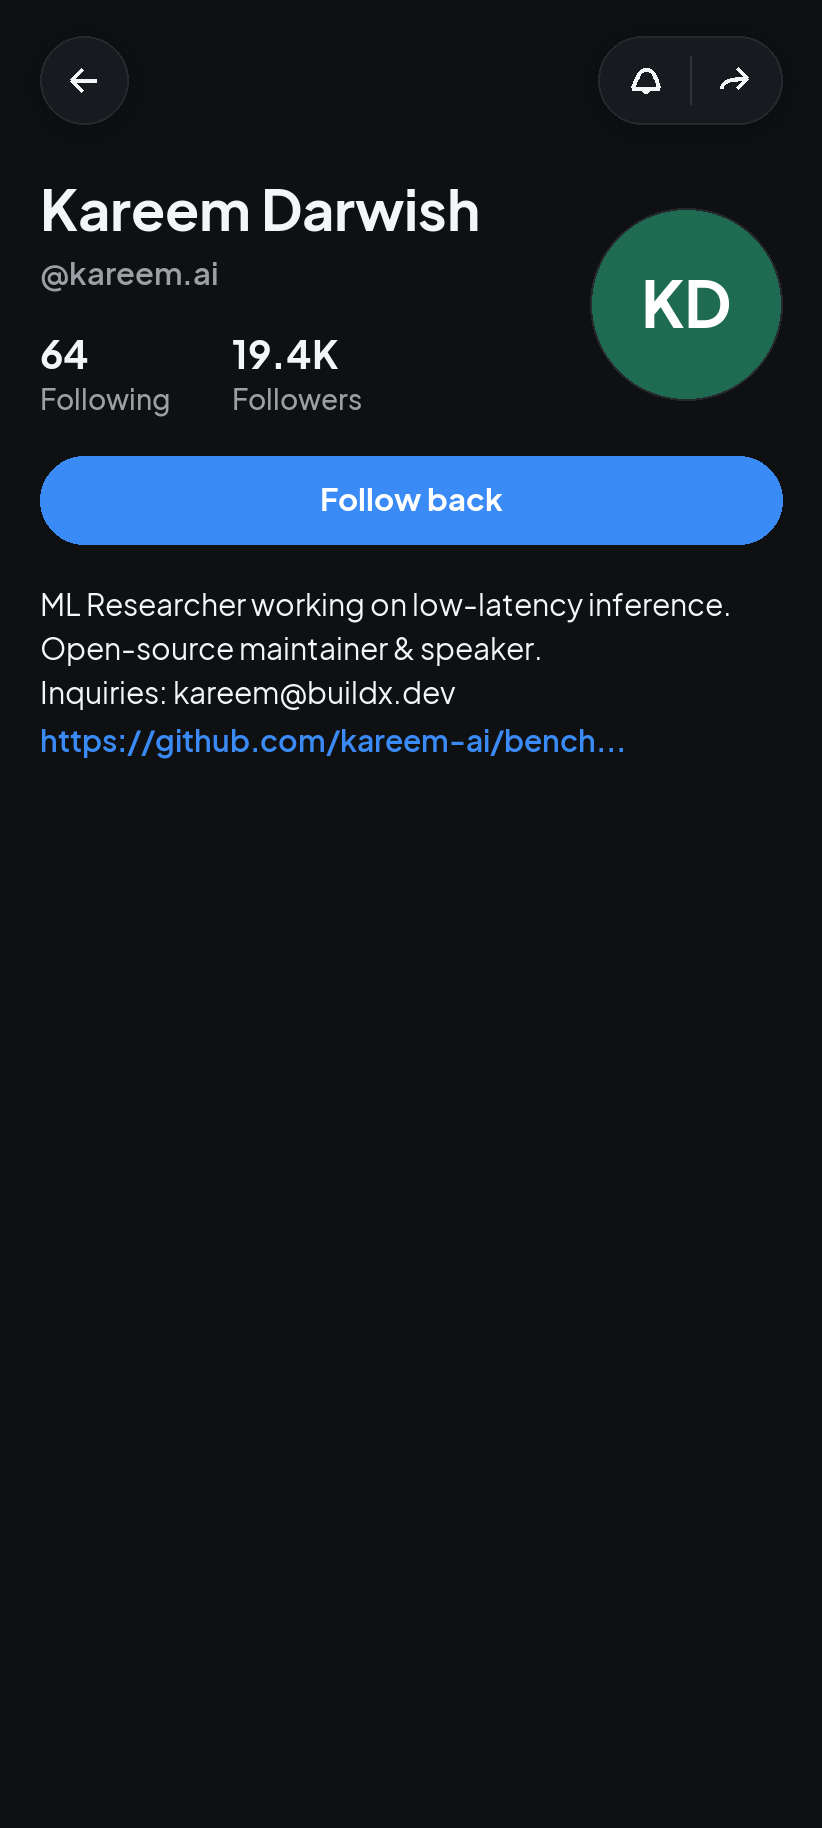 Kareem Darwish
@kareem.ai
KD
64
Following
19.4K
Followers
Follow back
ML Researcher working on low-latency inference.
Open-source maintainer & speaker.
Inquiries: kareem@buildx.dev
https://github.com/kareem-ai/bench...